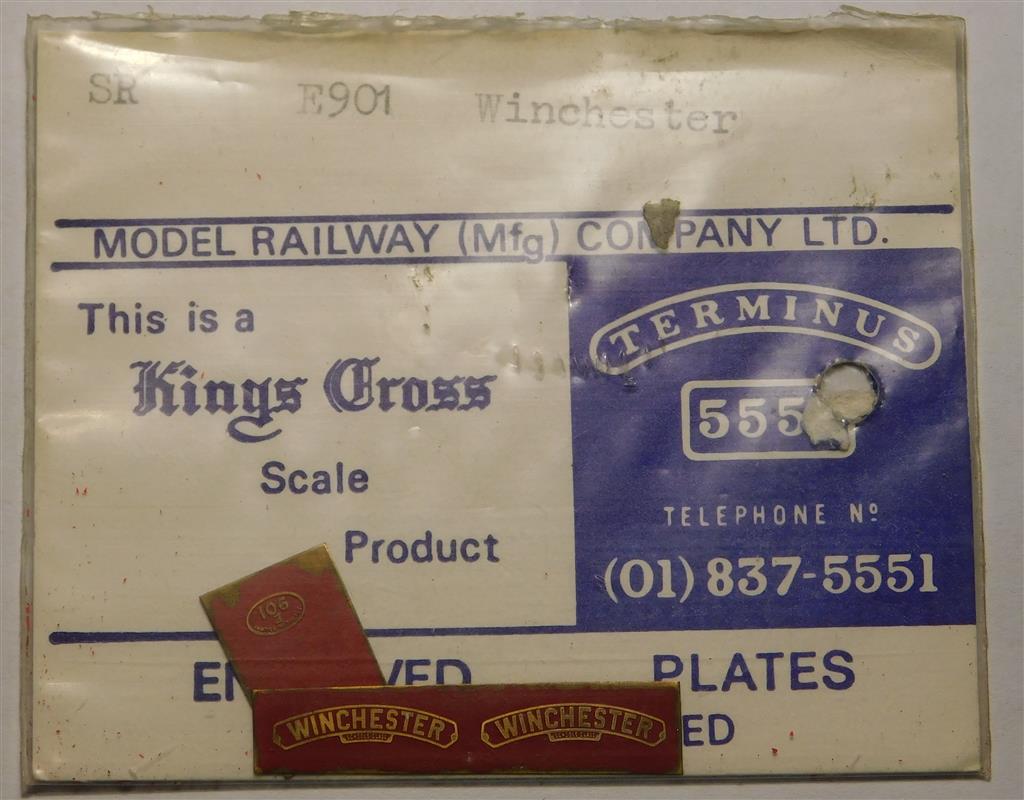 SR E901 Winchester
MODEL RAILWAY (Mfg) COMPANY LTD.
This is a
Kings Cross
Scale
Product
TERMINUS
555
TELEPHONE Nº
(01) 837-5551
PLATES
WINCHESTER WINCHESTER